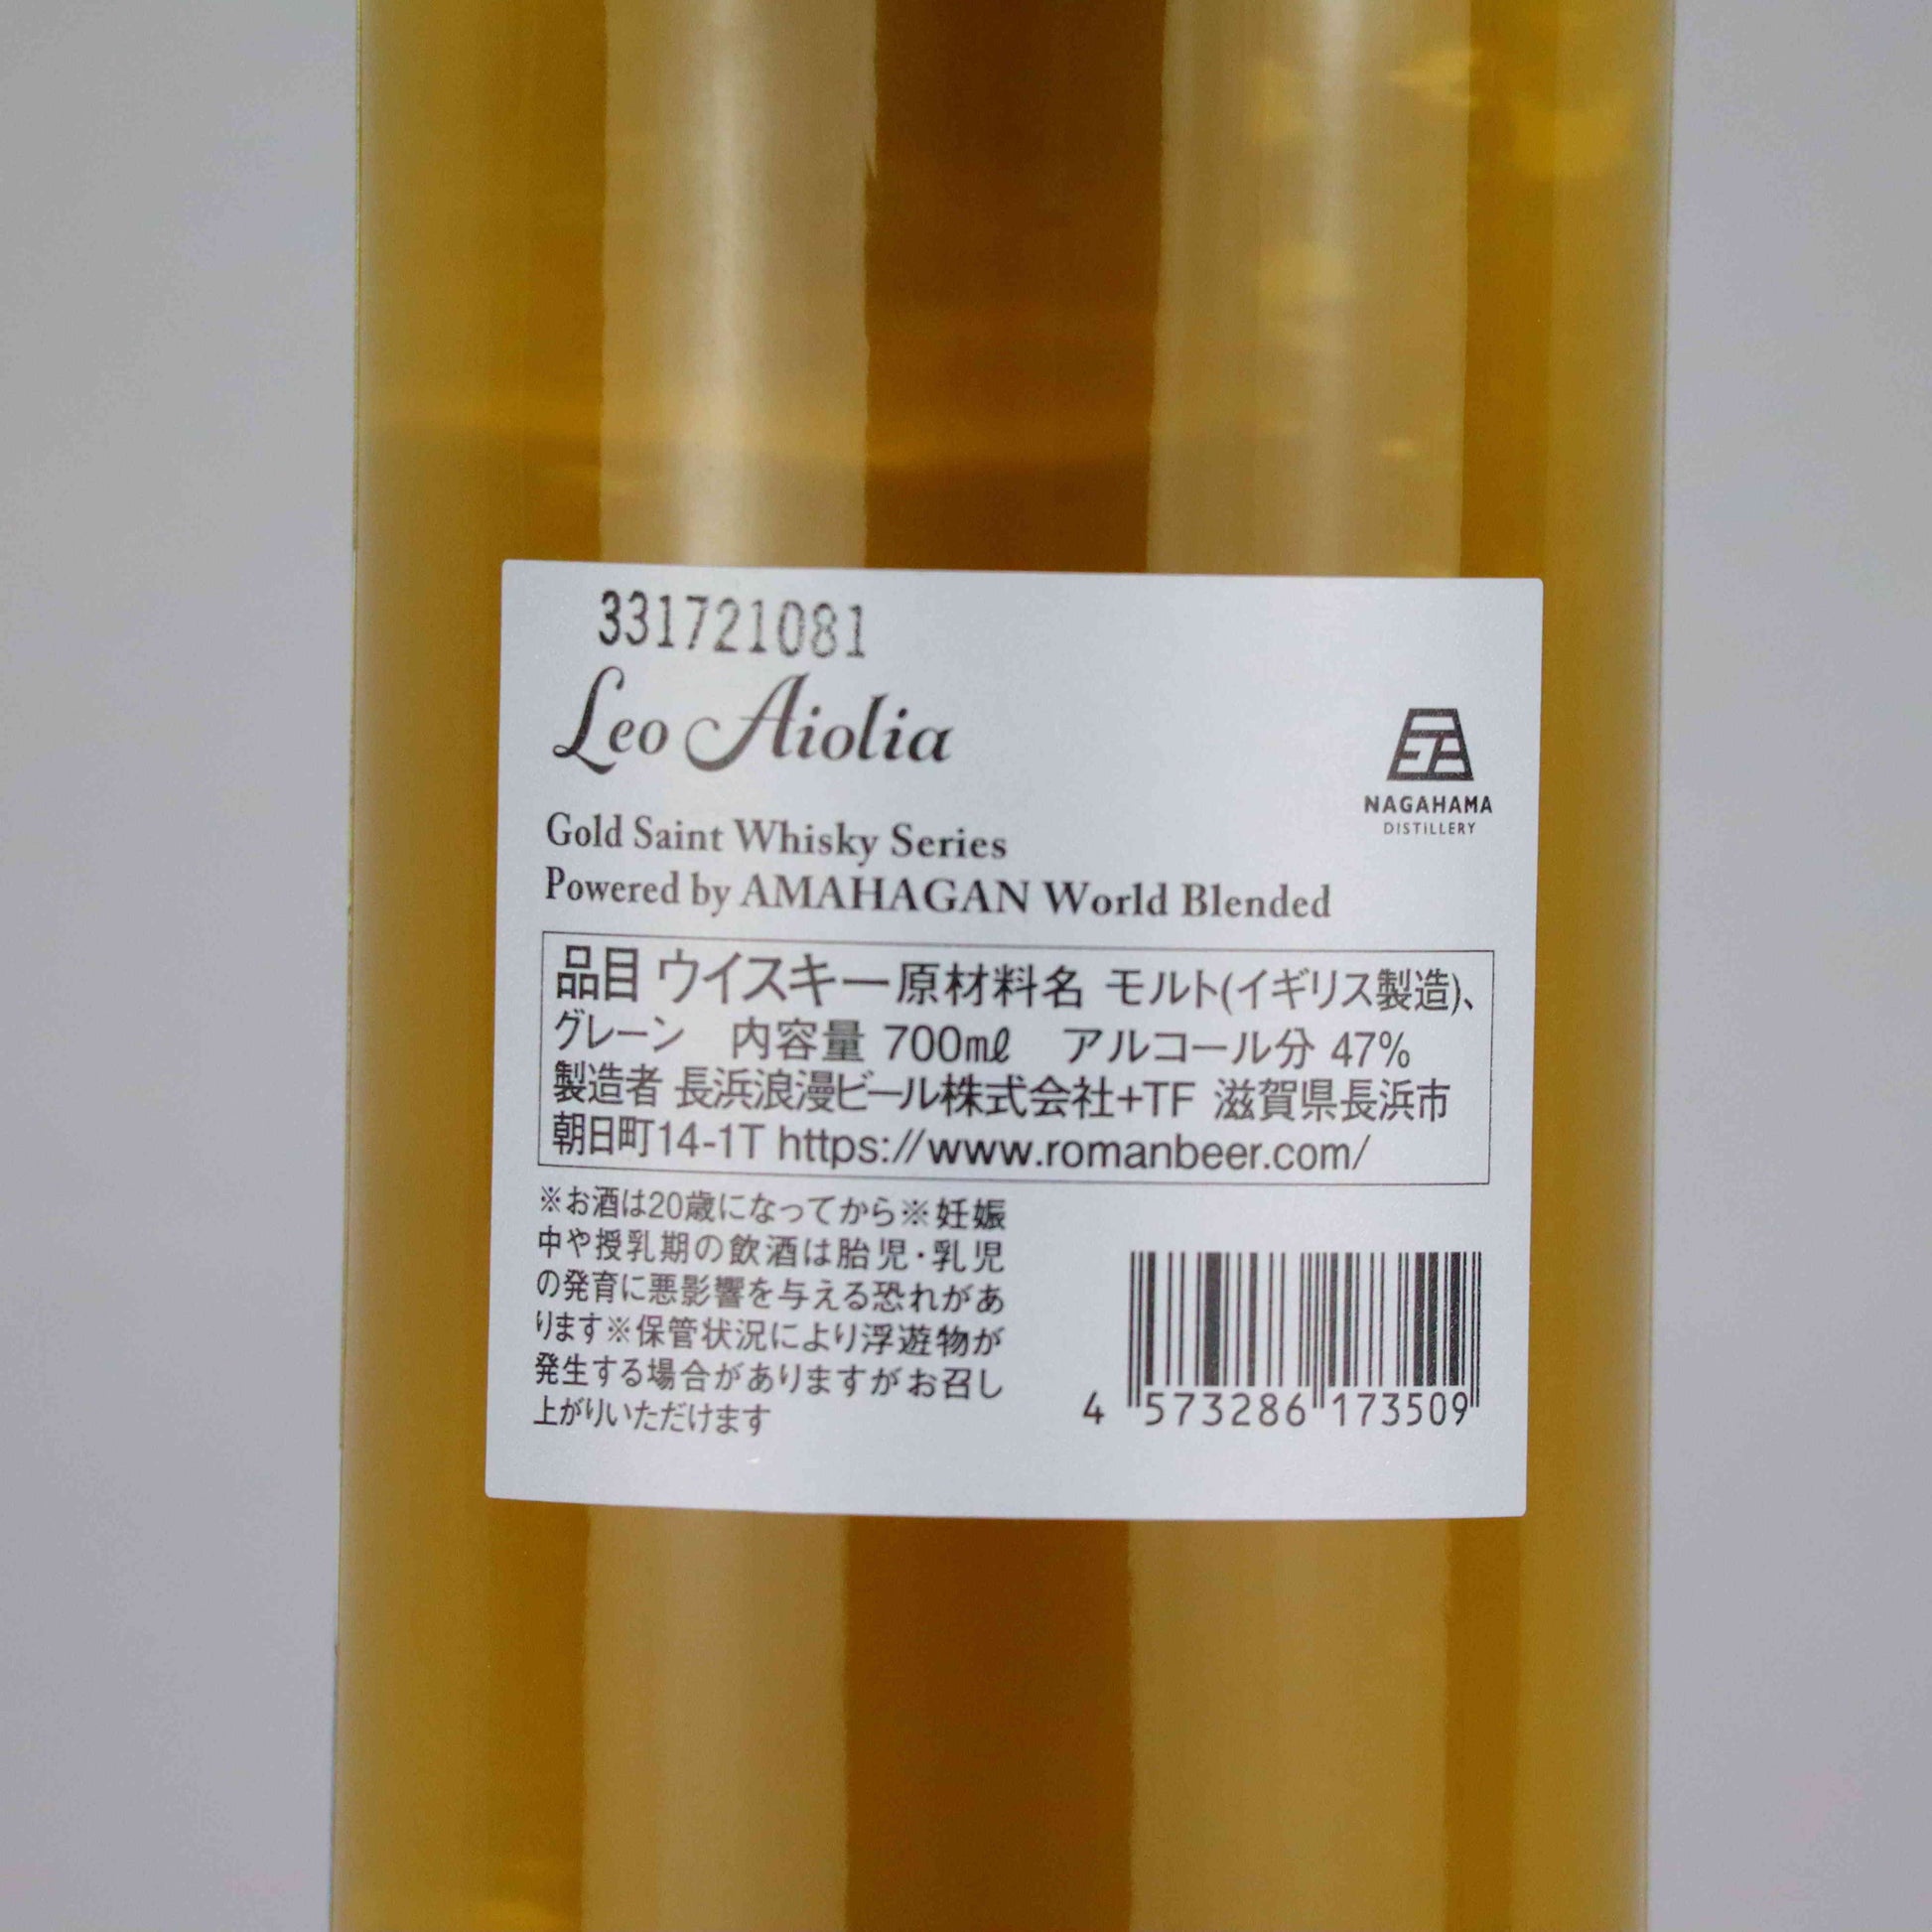 331721081
Leo Aiolia
NAGAHAMA
DISTILLERY
Gold Saint Whisky Series
Powered by AMAHAGAN World Blended
品目 ウイスキー 原材料名 モルト(イギリス製造)、
グレーン 内容量 700㎖ アルコール分 47%
製造者 長浜浪漫ビール株式会社+TF 滋賀県長浜市
朝日町14-1T https://www.romanbeer.com/
※お酒は20歳になってから※妊娠
中や授乳期の飲酒は胎児・乳児
の発育に悪影響を与える恐れがあ
ります※保管状況により浮遊物が
発生する場合がありますがお召し
上がりいただけます
4 573286 173509